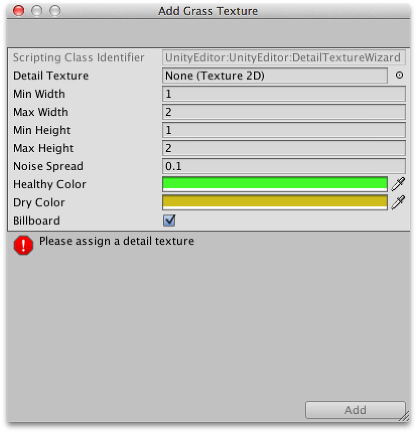 Add Grass Texture
Scripting Class Identifier UnityEditor:UnityEditor:DetailTextureWizard
Detail Texture None (Texture 2D)
Min Width 1
Max Width 2
Min Height 1
Max Height 2
Noise Spread 0.1
Healthy Color
Dry Color
Billboard
Please assign a detail texture
Add